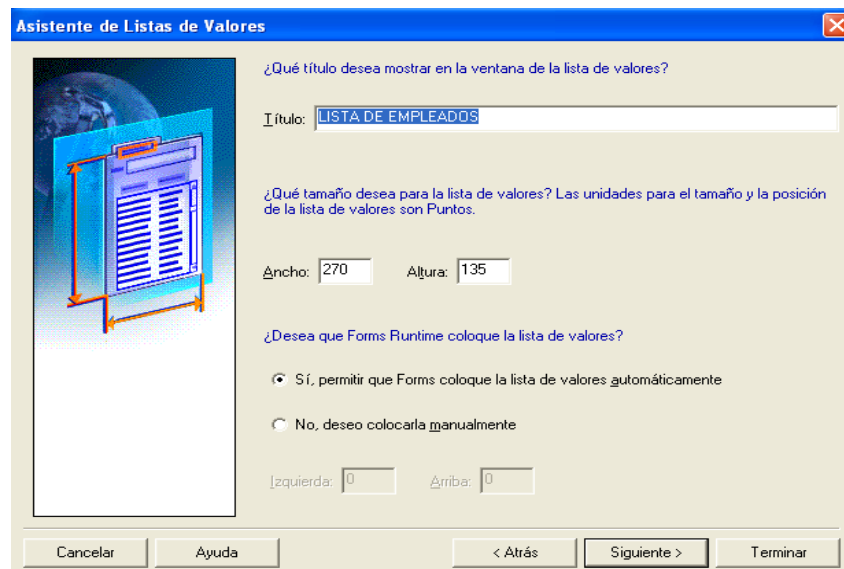 Asistente de Listas de Valores
¿Qué título desea mostrar en la ventana de la lista de valores?
Título: LISTA DE EMPLEADOS
¿Qué tamaño desea para la lista de valores? Las unidades para el tamaño y la posición
de la lista de valores son Puntos.
Ancho: 270 Altura: 135
¿Desea que Forms Runtime coloque la lista de valores?
Sí, permitir que Forms coloque la lista de valores automáticamente
No, deseo colocarla manualmente
Izquierda: 0 Arriba: 0
Cancelar Ayuda < Atrás Siguiente > Terminar